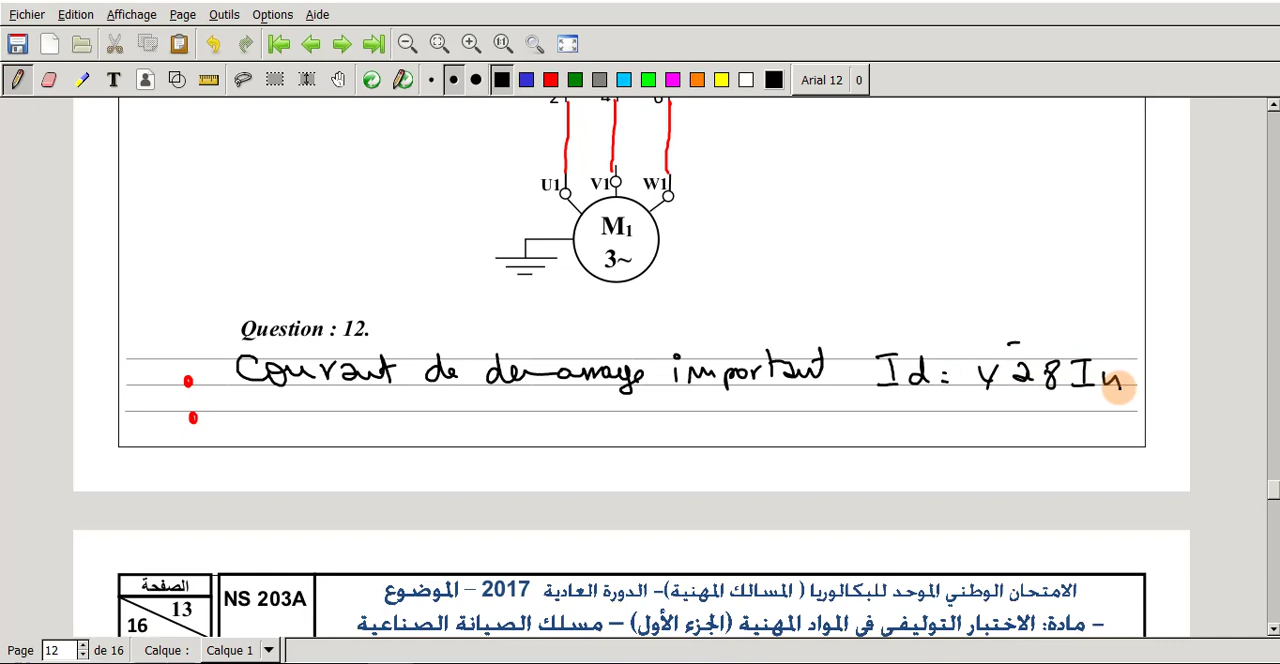 Fichier Edition Affichage Page Outils Options Aide
T Arial 12 0
2 4 6
U1 V1 W1
M1
3~
Question : 12.
Courant de demarrage important Id = 4 à 8 In
الصفحة
13
16
NS 203A
الامتحان الوطني الموحد للبكالوريا ( المسالك المهنية)– الدورة العادية 2017 – الموضوع
– مادة: الاختبار التوليفي في المواد المهنية (الجزء الأول) – مسلك الصيانة الصناعية
Page 12 de 16 Calque : Calque 1